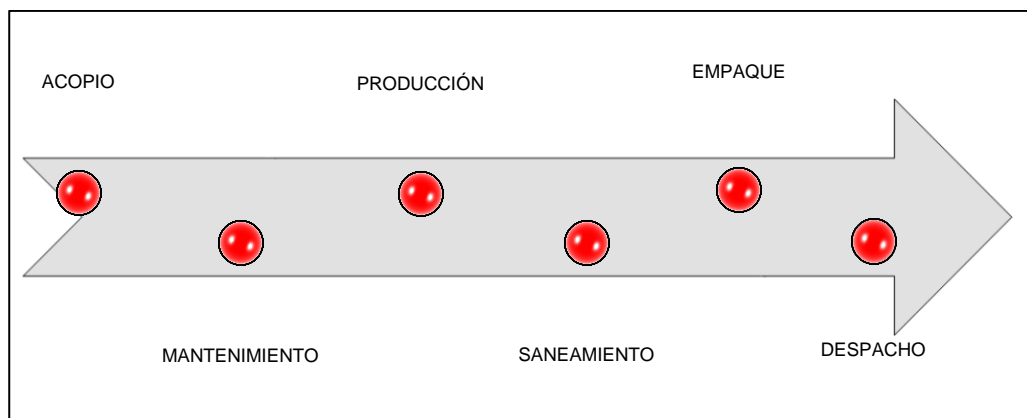 ACOPIO
PRODUCCIÓN
EMPAQUE
MANTENIMIENTO
SANEAMIENTO
DESPACHO